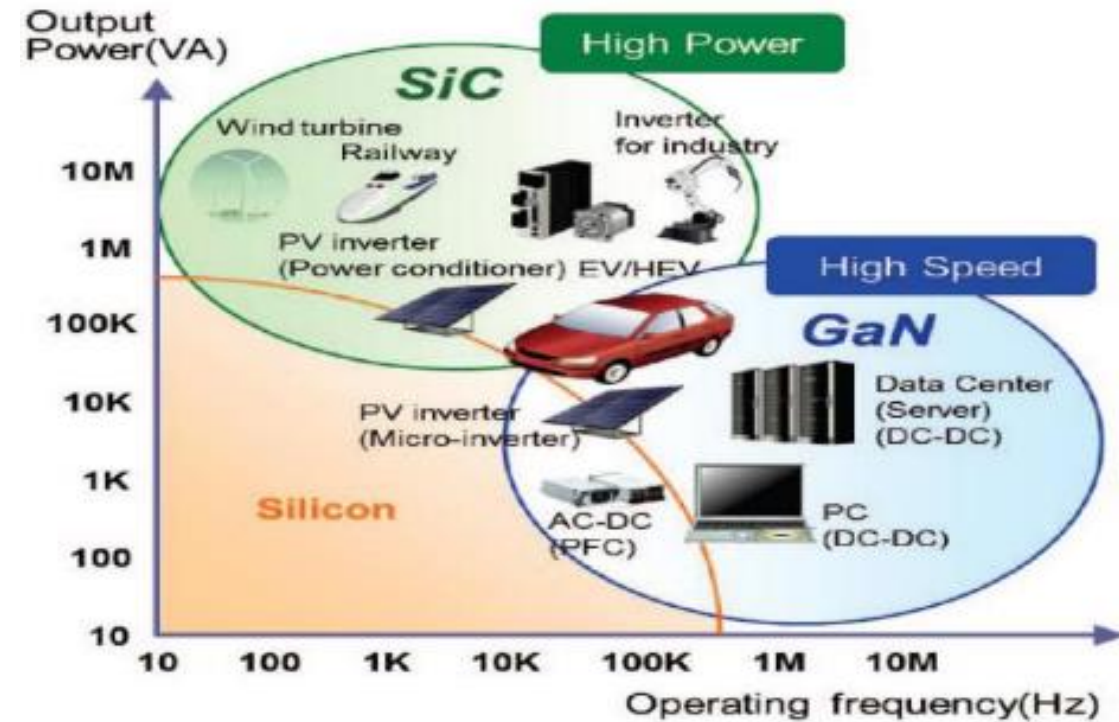 Output
Power(VA)
High Power
SiC
Wind turbine
Railway
Inverter
for industry
10M
1M
PV inverter
(Power conditioner) EV/HEV
High Speed
100K
GaN
10K
PV inverter
(Micro-inverter)
Data Center
(Server)
(DC-DC)
1K
Silicon
AC-DC
(PFC)
PC
(DC-DC)
100
10
10 100 1K 10K 100K 1M 10M
Operating frequency(Hz)